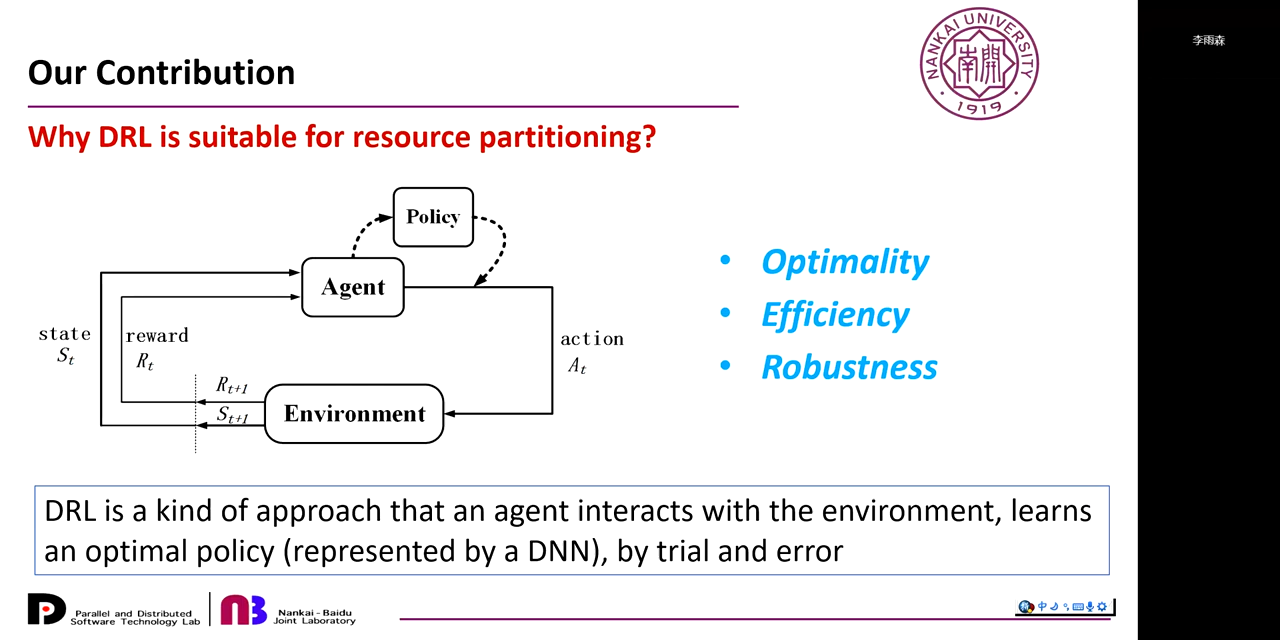 Our Contribution
NANKAI UNIVERSITY
南開
1919
李雨森
Why DRL is suitable for resource partitioning?
Policy
Agent
state
S_t
reward
R_t
action
A_t
R_{t+1}
S_{t+1}
Environment
• Optimality
• Efficiency
• Robustness
DRL is a kind of approach that an agent interacts with the environment, learns
an optimal policy (represented by a DNN), by trial and error
Parallel and Distributed
Software Technology Lab
Nankai-Baidu
Joint Laboratory
中